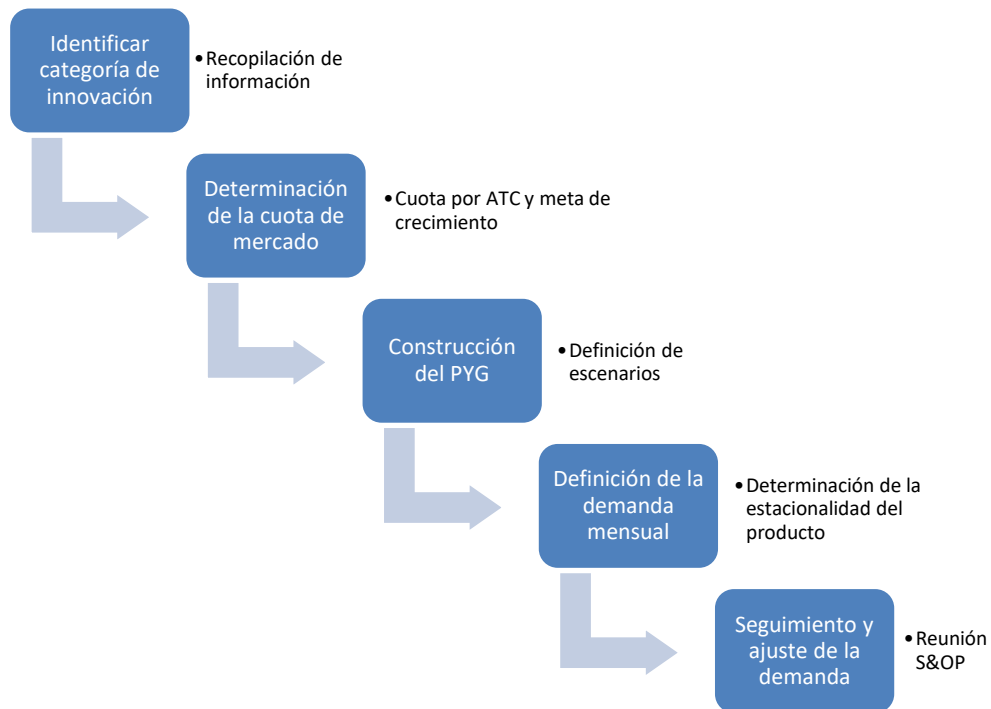 Identificar
categoría de
innovación
•Recopilación de
información
Determinación
de la cuota de
mercado
•Cuota por ATC y meta de
crecimiento
Construcción
del PYG
•Definición de
escenarios
Definición de la
demanda
mensual
•Determinación de la
estacionalidad del
producto
Seguimiento y
ajuste de la
demanda
•Reunión
S&OP